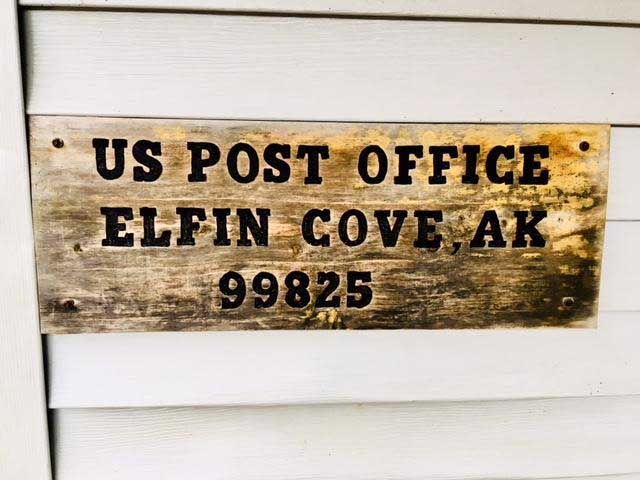 US POST OFFICE
ELFIN COVE, AK
99825